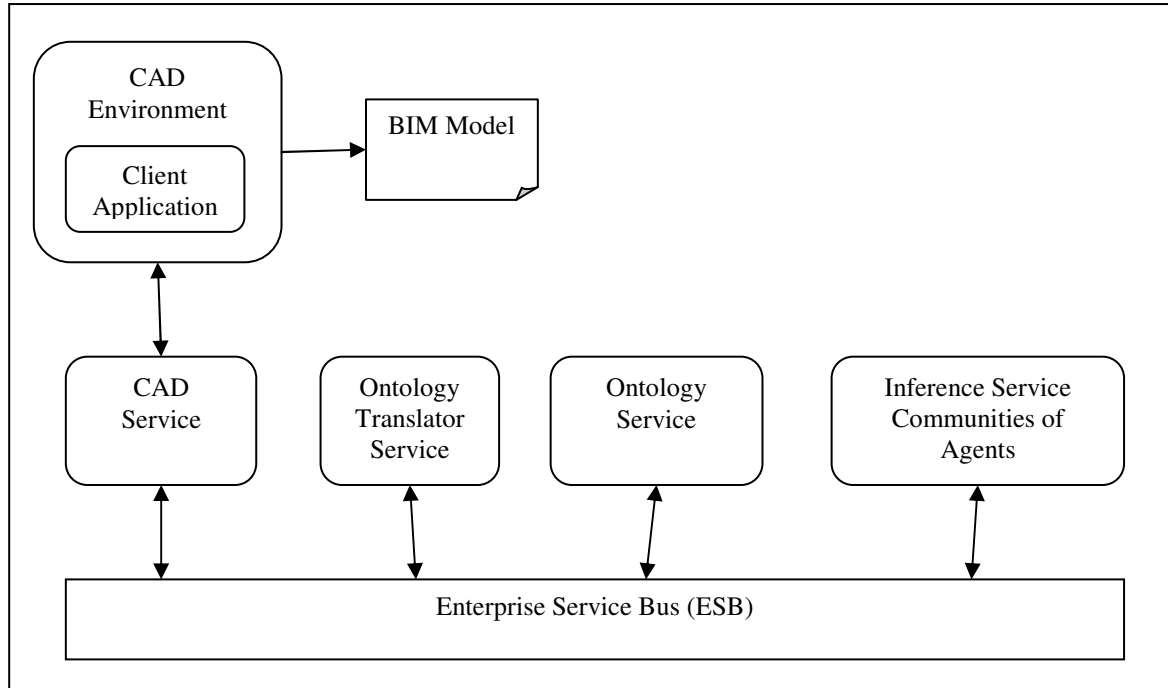 CAD
Environment
Client
Application
BIM Model
CAD
Service
Ontology
Translator
Service
Ontology
Service
Inference Service
Communities of
Agents
Enterprise Service Bus (ESB)